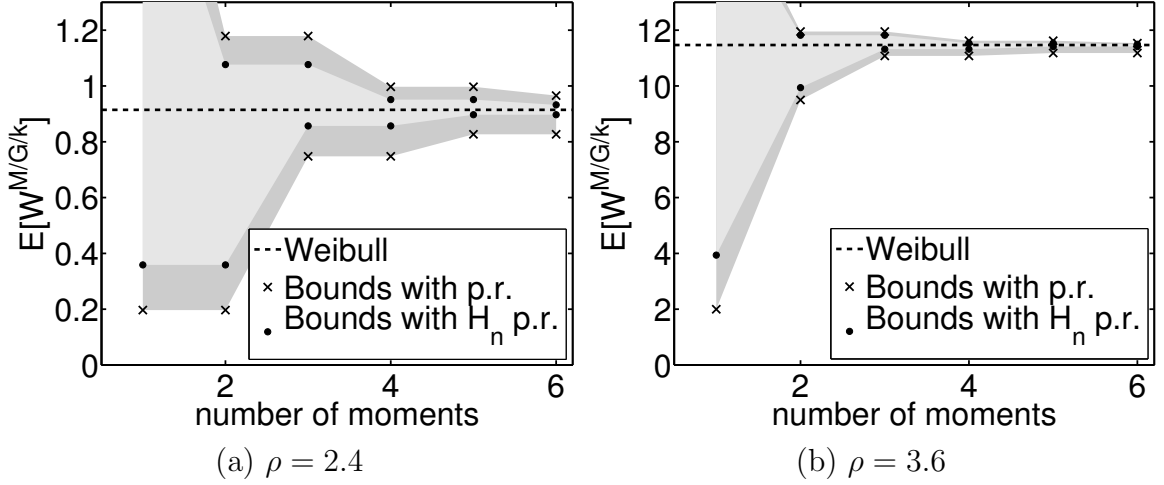 1.2
1
0.8
0.6
0.4
0.2
0
E[W^{M/G/k}]
Weibull
Bounds with p.r.
Bounds with H_n p.r.
2 4 6
number of moments
(a) ρ = 2.4
12
10
8
6
4
2
0
E[W^{M/G/k}]
Weibull
Bounds with p.r.
Bounds with H_n p.r.
2 4 6
number of moments
(b) ρ = 3.6